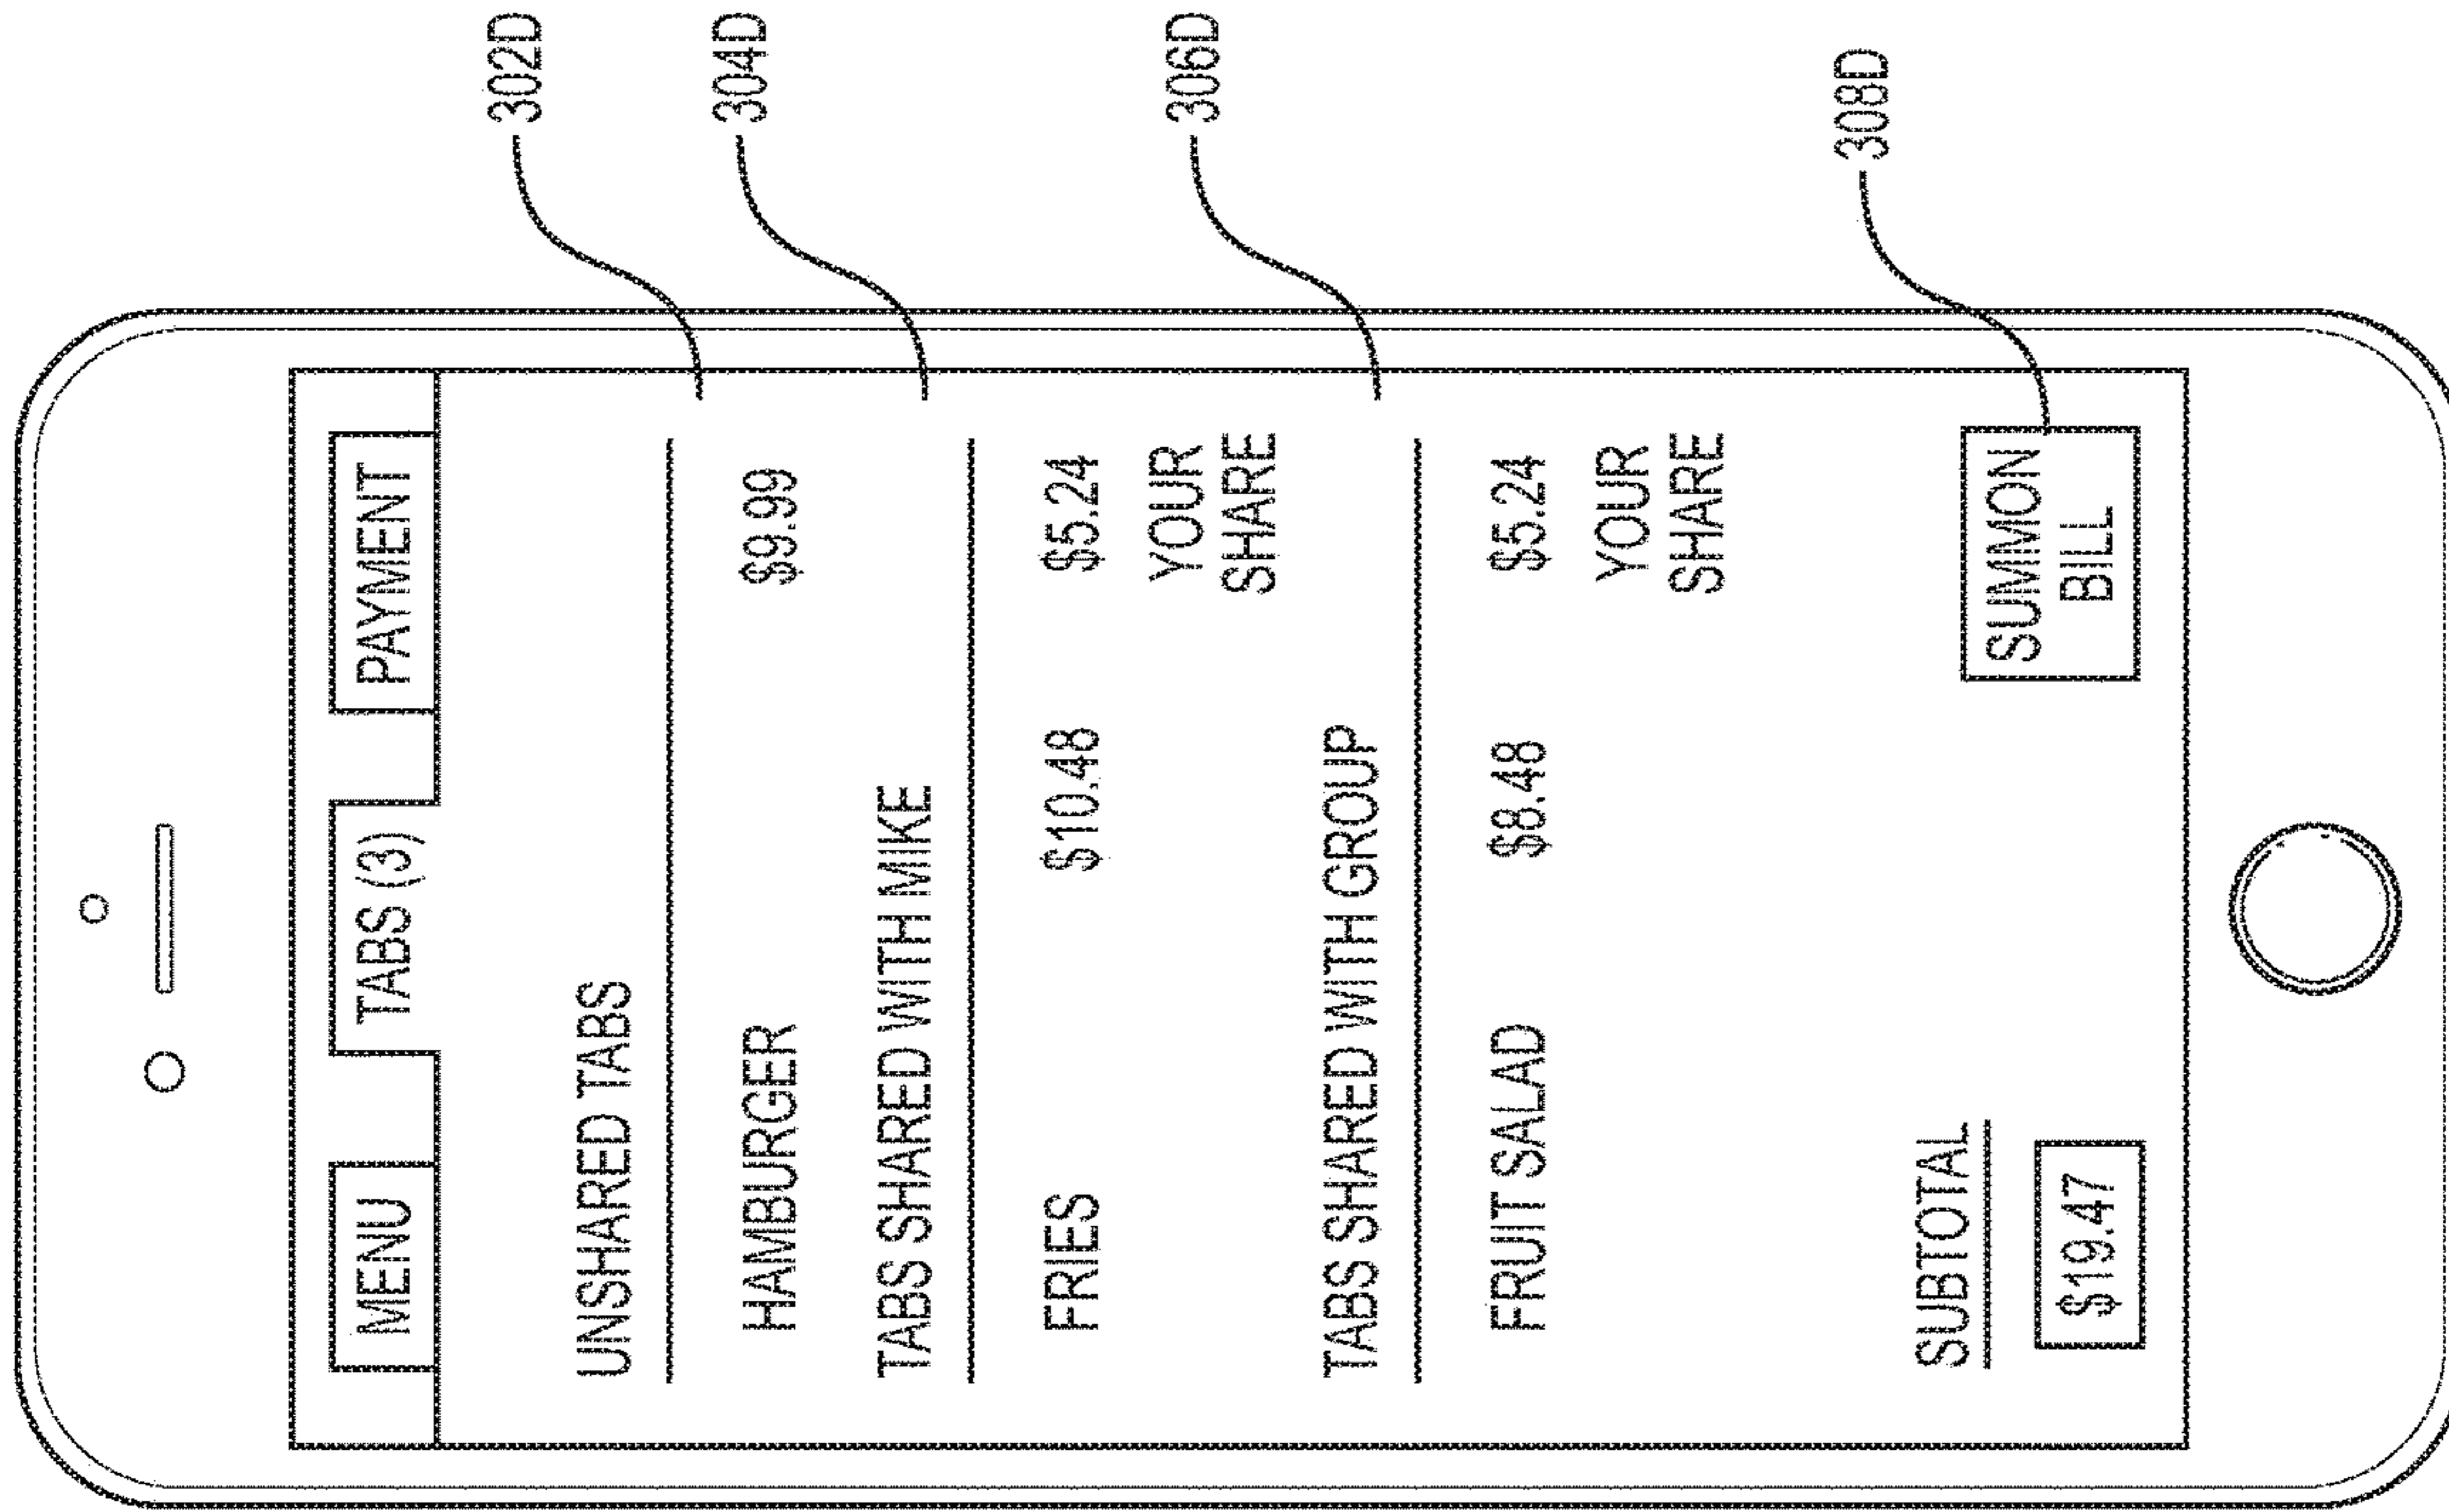 MENU TABS (3) PAYMENT
UNSHARED TABS
302D
HAMBURGER $9.99
304D
TABS SHARED WITH MIKE
FRIES $10.48 $5.24
YOUR
SHARE
306D
TABS SHARED WITH GROUP
FRUIT SALAD $8.48 $5.24
YOUR
SHARE
308D
SUBTOTAL
$19.47
SUMMON
BILL